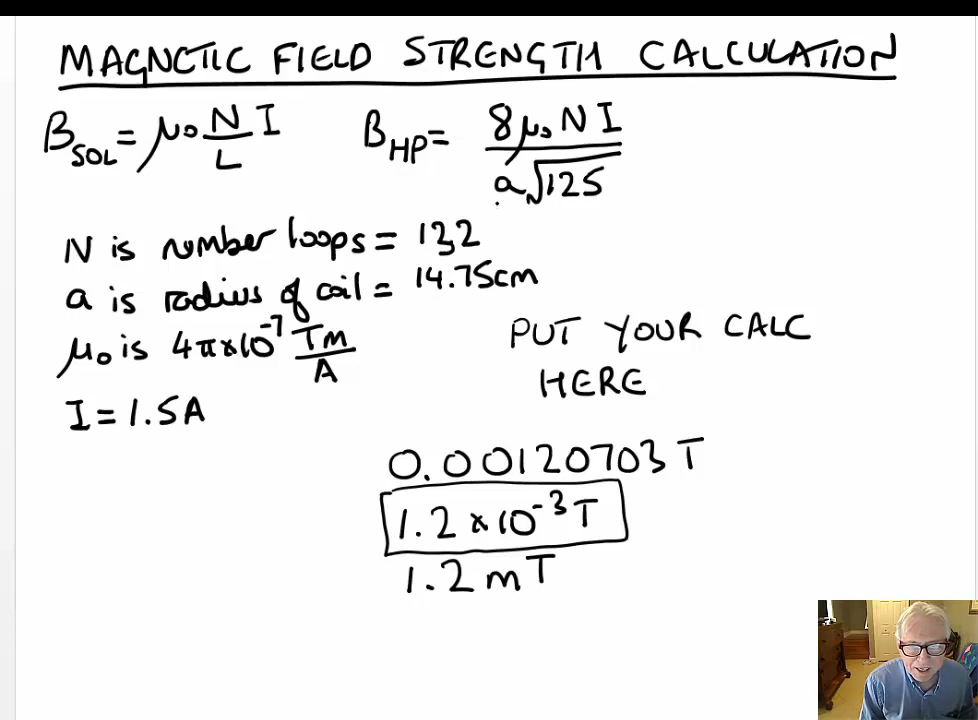 MAGNETIC FIELD STRENGTH CALCULATION
B_SOL = μ₀ N/L I    B_HP = 8μ₀NI / a√125
N is number loops = 132
a is radius of coil = 14.75cm
μ₀ is 4π×10⁻⁷ Tm/A
PUT YOUR CALC
HERE
I = 1.5A
0.00120703 T
1.2 × 10⁻³ T
1.2 mT